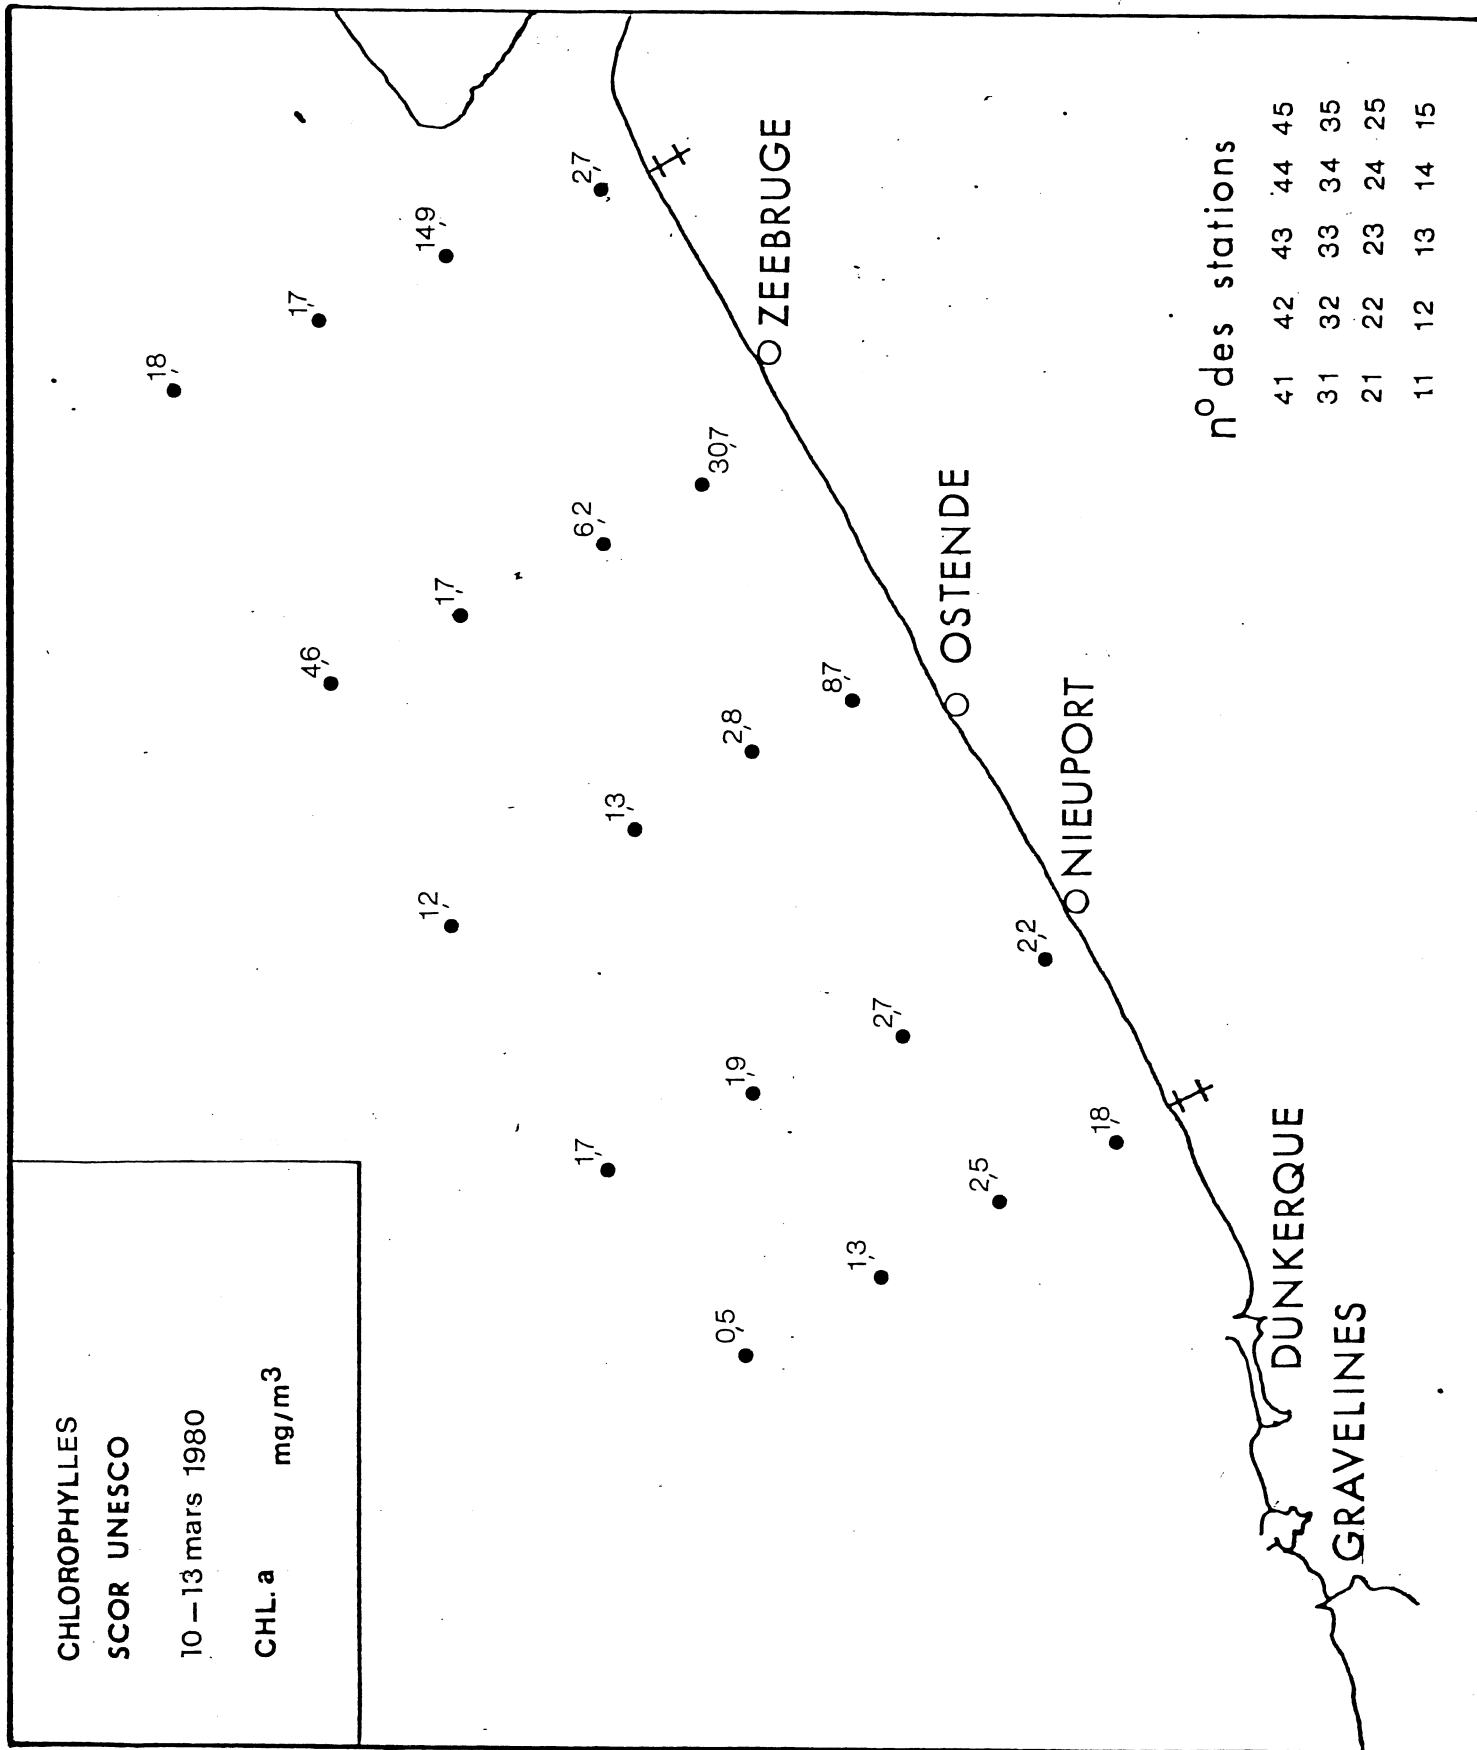 CHLOROPHYLLES
SCOR UNESCO
10–13 mars 1980
CHL.a mg/m3
1,8
1,7
14,9
2,7
4,6
1,7
6,2
30,7
1,2
1,3
2,8
8,7
1,7
1,9
2,7
2,2
0,5
1,3
2,5
1,8
ZEEBRUGE
OSTENDE
NIEUPORT
DUNKERQUE
GRAVELINES
nº des stations
41 42 43 44 45
31 32 33 34 35
21 22 23 24 25
11 12 13 14 15